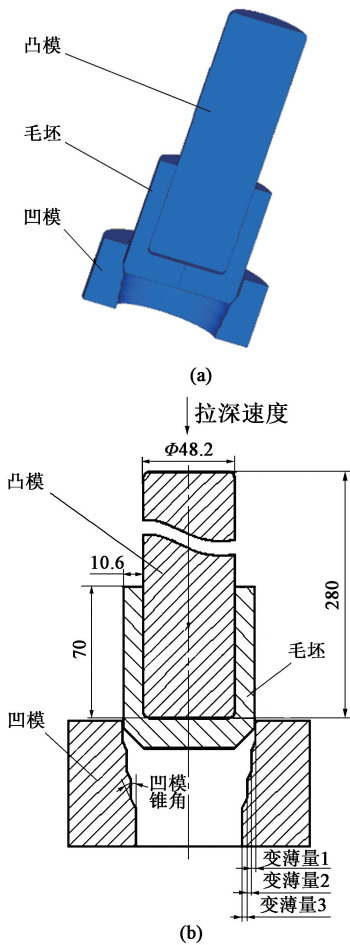 凸模
毛坯
凹模
(a)
拉深速度
Φ48.2
凸模
10.6
280
70
毛坯
凹模
凹模
锥角
变薄量1
变薄量2
变薄量3
(b)